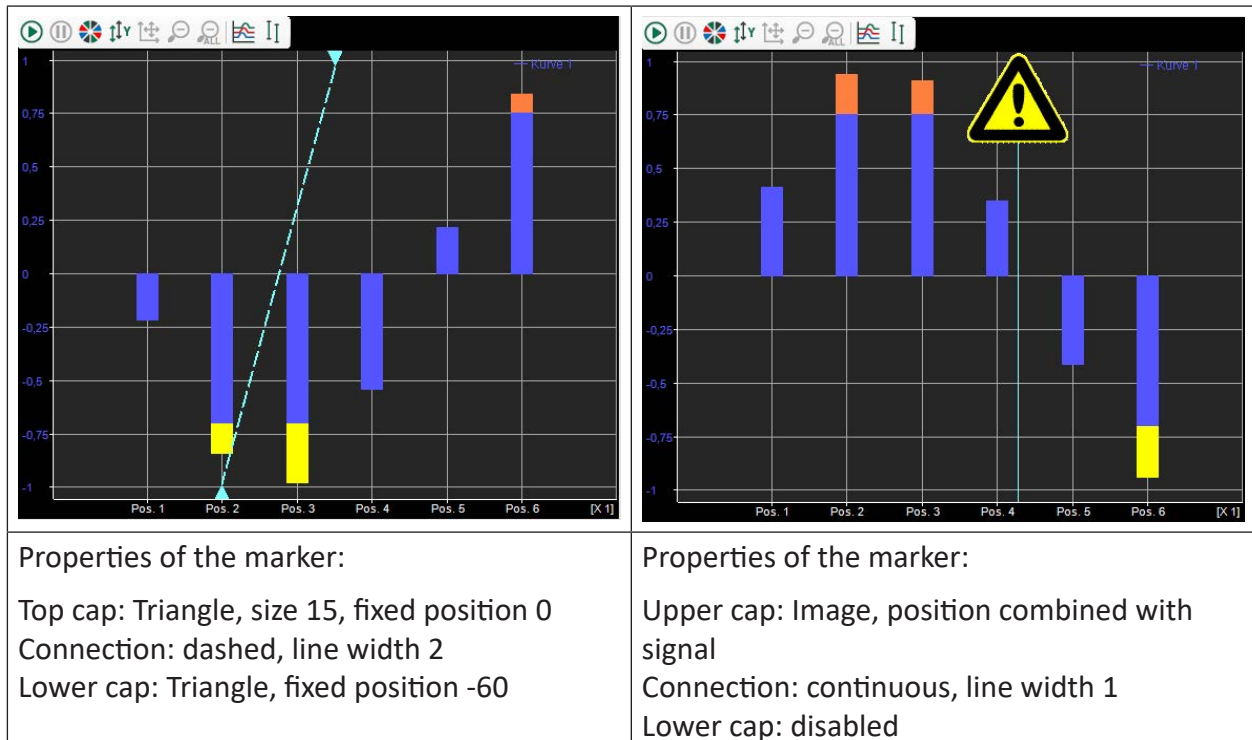 ALL
Kurve 1
1
0,75
0,5
0,25
0
-0,25
-0,5
-0,75
-1
Pos. 1 Pos. 2 Pos. 3 Pos. 4 Pos. 5 Pos. 6 [X 1]
Properties of the marker:
Top cap: Triangle, size 15, fixed position 0
Connection: dashed, line width 2
Lower cap: Triangle, fixed position -60
ALL
Kurve 1
1
0,75
0,5
0,25
0
-0,25
-0,5
-0,75
-1
Pos. 1 Pos. 2 Pos. 3 Pos. 4 Pos. 5 Pos. 6 [X 1]
Properties of the marker:
Upper cap: Image, position combined with
signal
Connection: continuous, line width 1
Lower cap: disabled